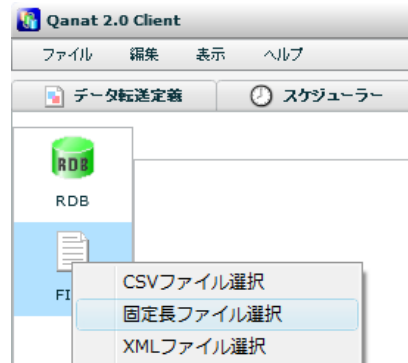 Qanat 2.0 Client
ファイル 編集 表示 ヘルプ
データ転送定義 スケジューラー
RDB
RDB
FI
CSVファイル選択
固定長ファイル選択
XMLファイル選択